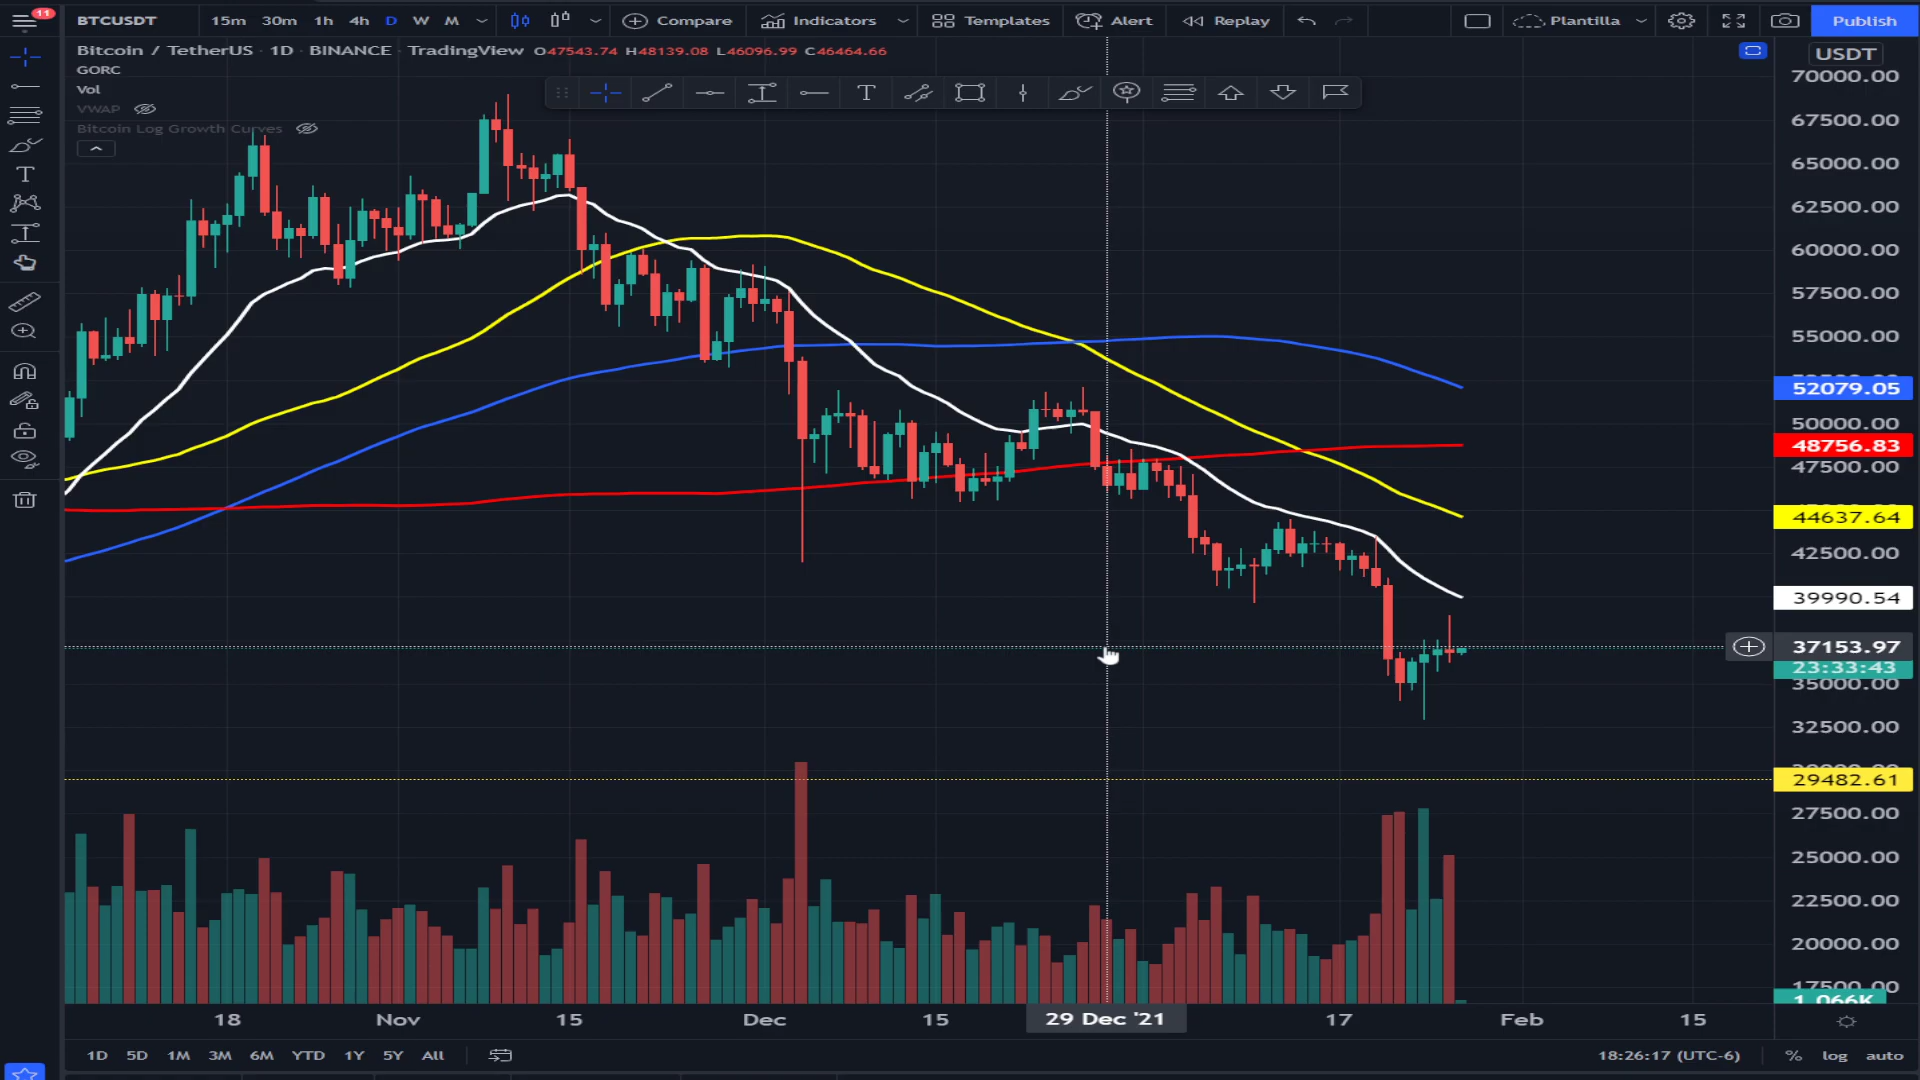 11
BTCUSDT 15m 30m 1h 4h D W M Compare Indicators Templates Alert Replay Plantilla Publish
Bitcoin / TetherUS · 1D · BINANCE · TradingView O47543.74 H48139.08 L46096.99 C46464.66
GORC
Vol
VWAP
Bitcoin Log Growth Curves
USDT
70000.00
67500.00
65000.00
62500.00
60000.00
57500.00
55000.00
52079.05
50000.00
48756.83
47500.00
44637.64
42500.00
39990.54
37153.97
23:33:43
35000.00
32500.00
29482.61
27500.00
25000.00
22500.00
20000.00
17500.00
1.066K
18 Nov 15 Dec 15 29 Dec '21 17 Feb 15
1D 5D 1M 3M 6M YTD 1Y 5Y All 18:26:17 (UTC-6) % log auto